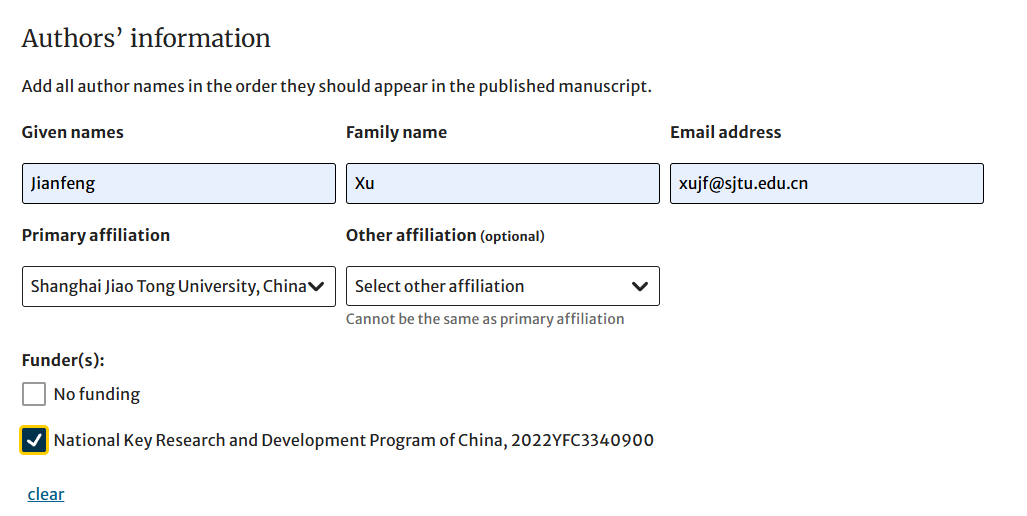 Authors’ information
Add all author names in the order they should appear in the published manuscript.
Given names Family name Email address
Jianfeng Xu xujf@sjtu.edu.cn
Primary affiliation Other affiliation (optional)
Shanghai Jiao Tong University, China Select other affiliation
Cannot be the same as primary affiliation
Funder(s):
No funding
National Key Research and Development Program of China, 2022YFC3340900
clear